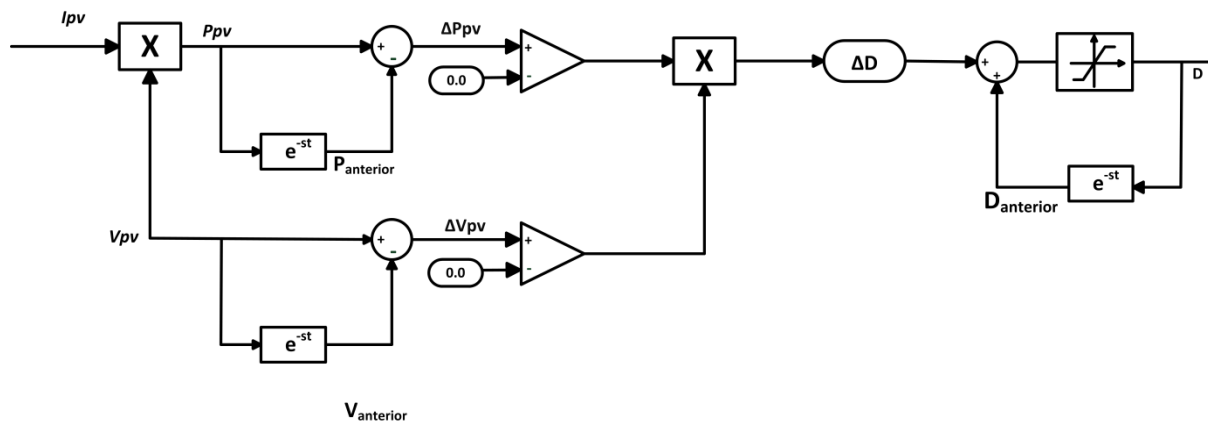 Ipv
X
Ppv
+
-
ΔPpv
+
-
0.0
X
ΔD
+
+
D
e-st
Panterior
e-st
Danterior
Vpv
+
-
ΔVpv
+
-
0.0
e-st
Vanterior